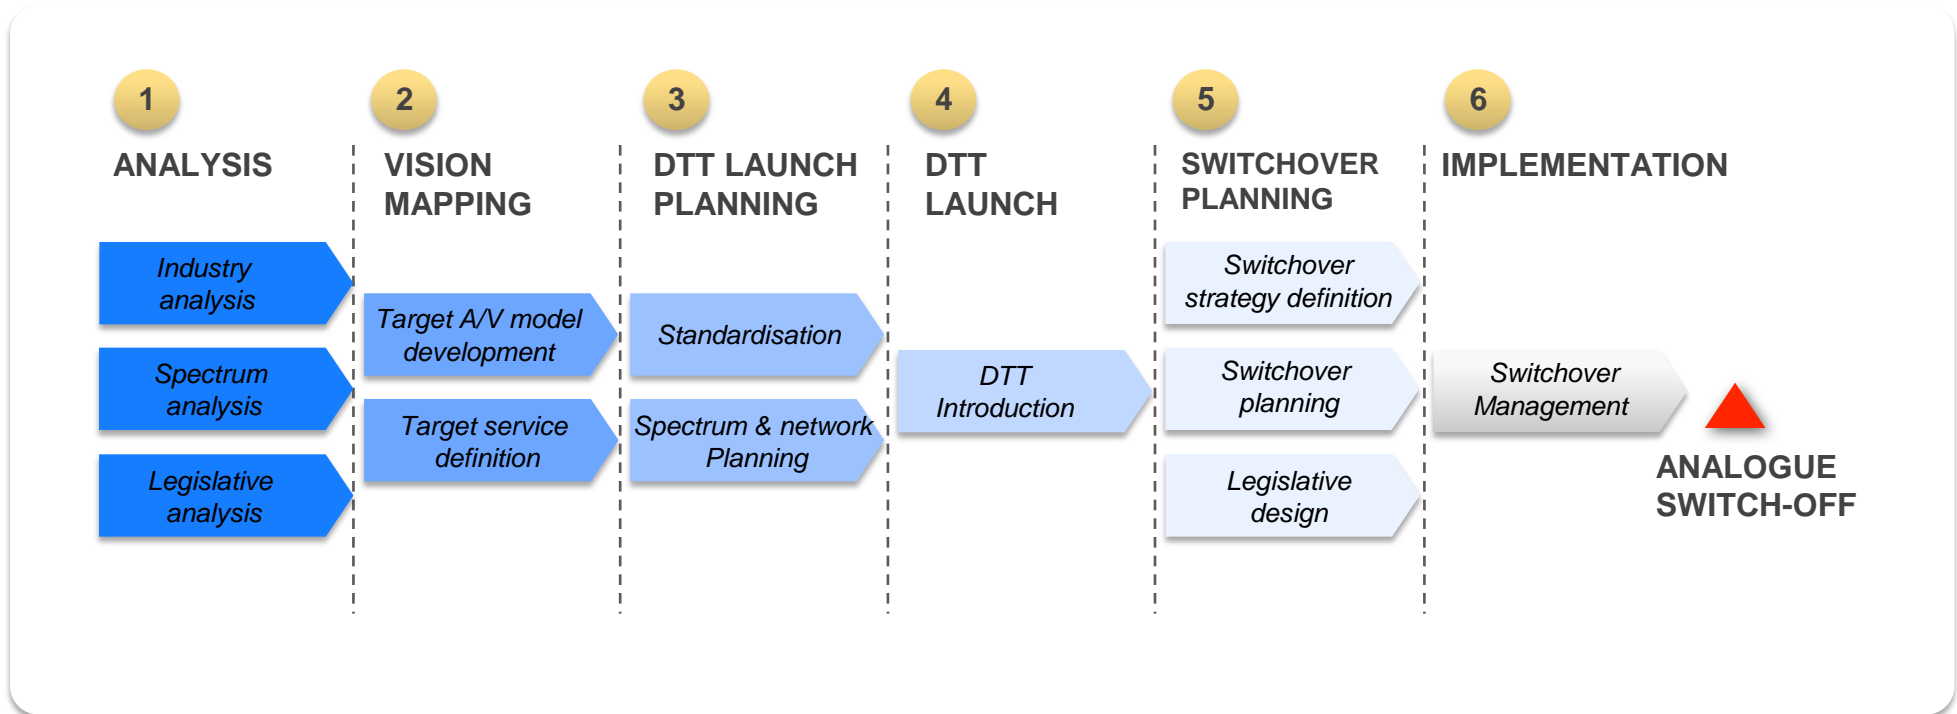 1
ANALYSIS
Industry
analysis
Spectrum
analysis
Legislative
analysis
2
VISION
MAPPING
Target A/V model
development
Target service
definition
3
DTT LAUNCH
PLANNING
Standardisation
Spectrum & network
Planning
4
DTT
LAUNCH
DTT
Introduction
5
SWITCHOVER
PLANNING
Switchover
strategy definition
Switchover
planning
Legislative
design
6
IMPLEMENTATION
Switchover
Management
ANALOGUE
SWITCH-OFF